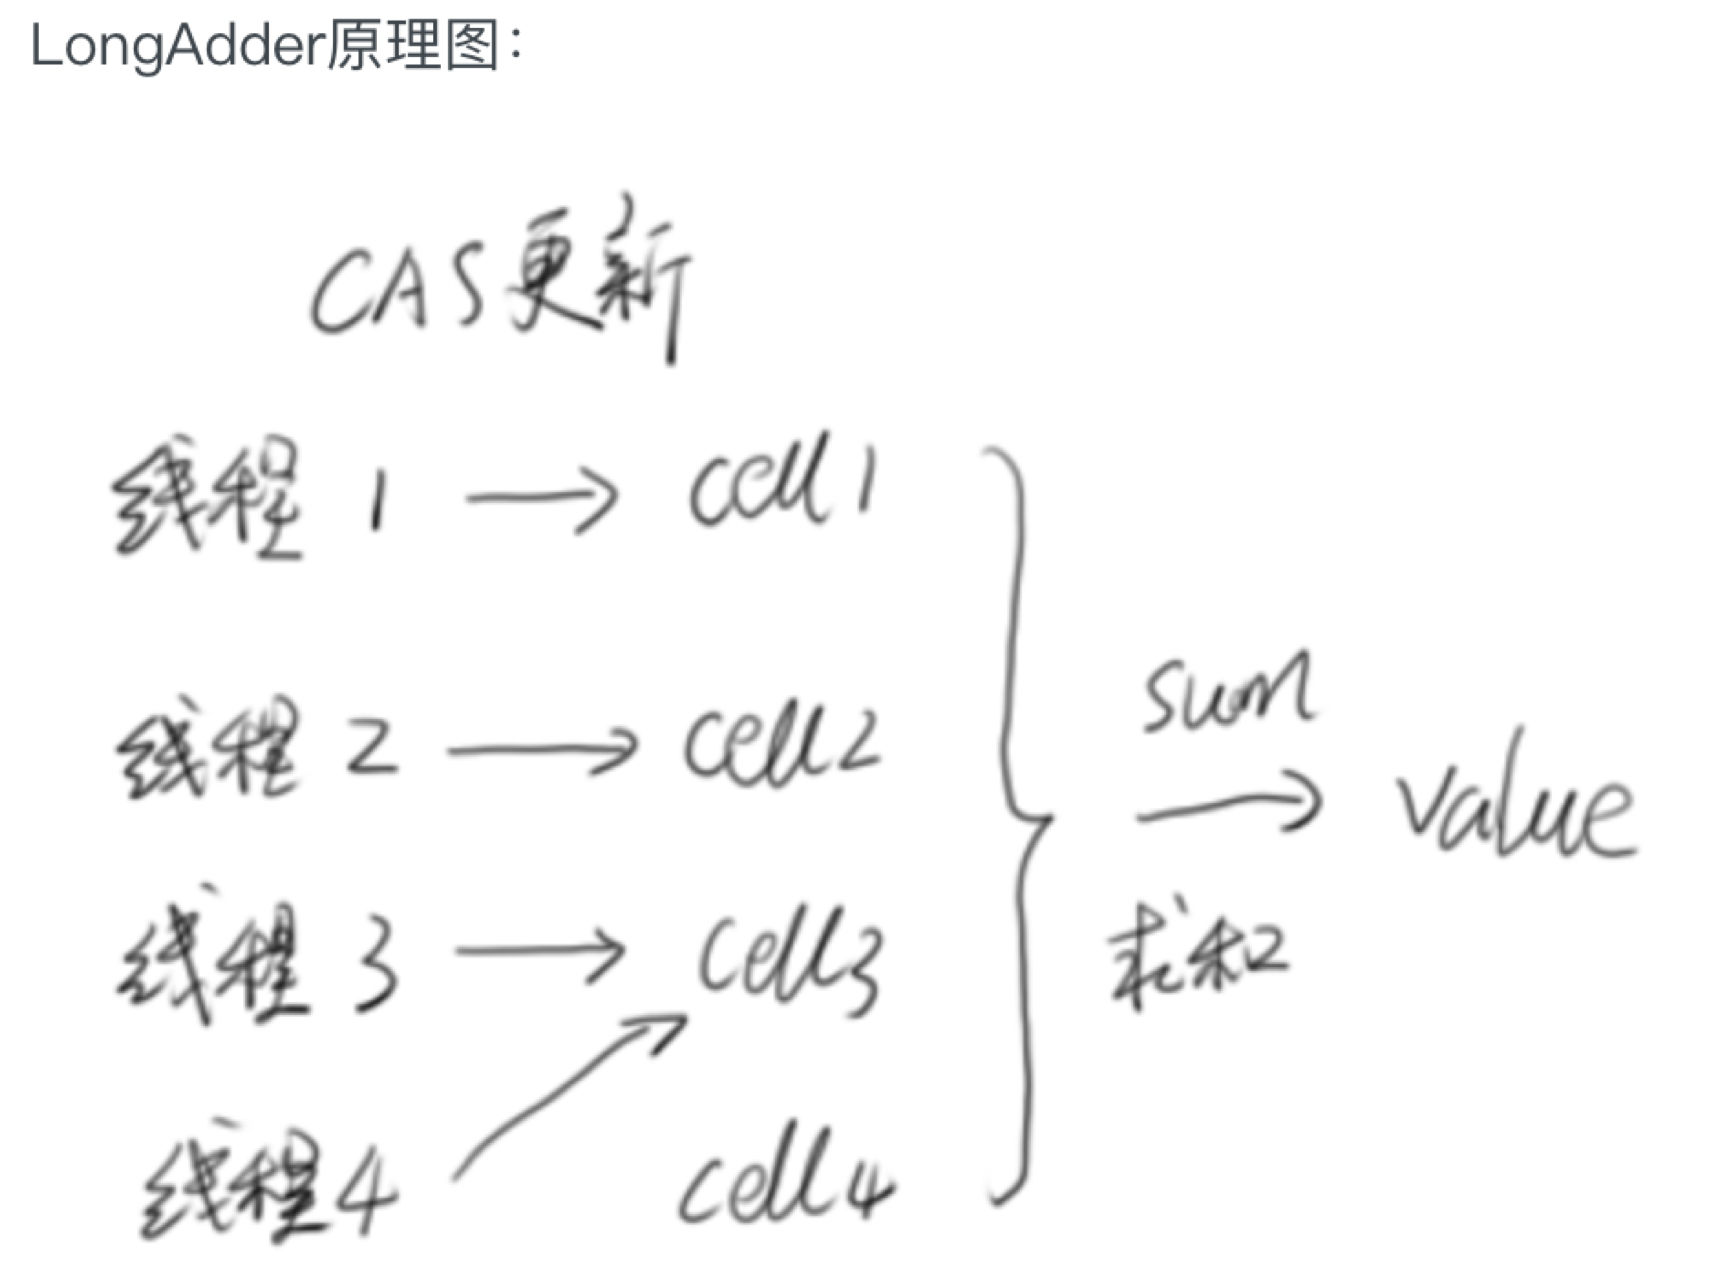 LongAdder原理图：
CAS更新
线程 1 → cell1
线程 2 → cell2
sum
value
线程 3 → cell3
求和
线程4 cell4